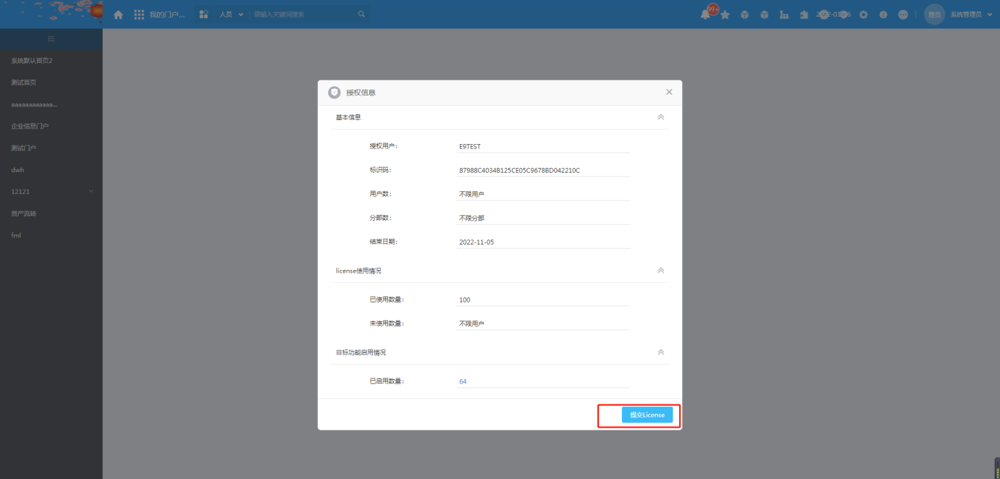 我的门户...
人员
请输入关键词搜索
99+
系统管理员
系统默认首页2
测试首页
aaaaaaaaaaaa...
企业信息门户
测试门户
dwh
12121
资产流转
fml
授权信息
基本信息
授权用户:
E9TEST
标识码:
87988C4034B125CE05C9678BD042210C
用户数:
不限用户
分部数:
不限分部
结束日期:
2022-11-05
license使用情况
已使用数量:
100
未使用数量:
不限用户
非标功能启用情况
已启用数量:
64
提交License